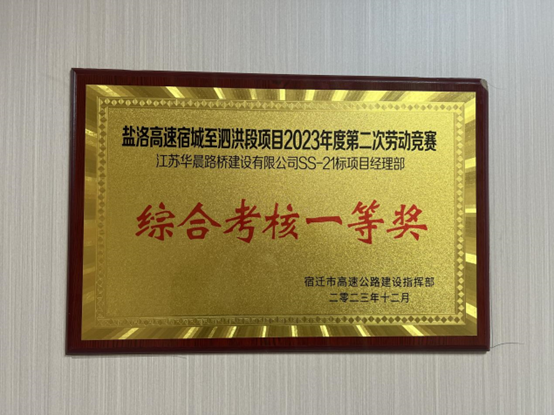 盐洛高速宿城至泗洪段项目2023年度第二次劳动竞赛
江苏华晨路桥建设有限公司SS-21标项目经理部
综合考核一等奖
宿迁市高速公路建设指挥部
二零二三年十二月